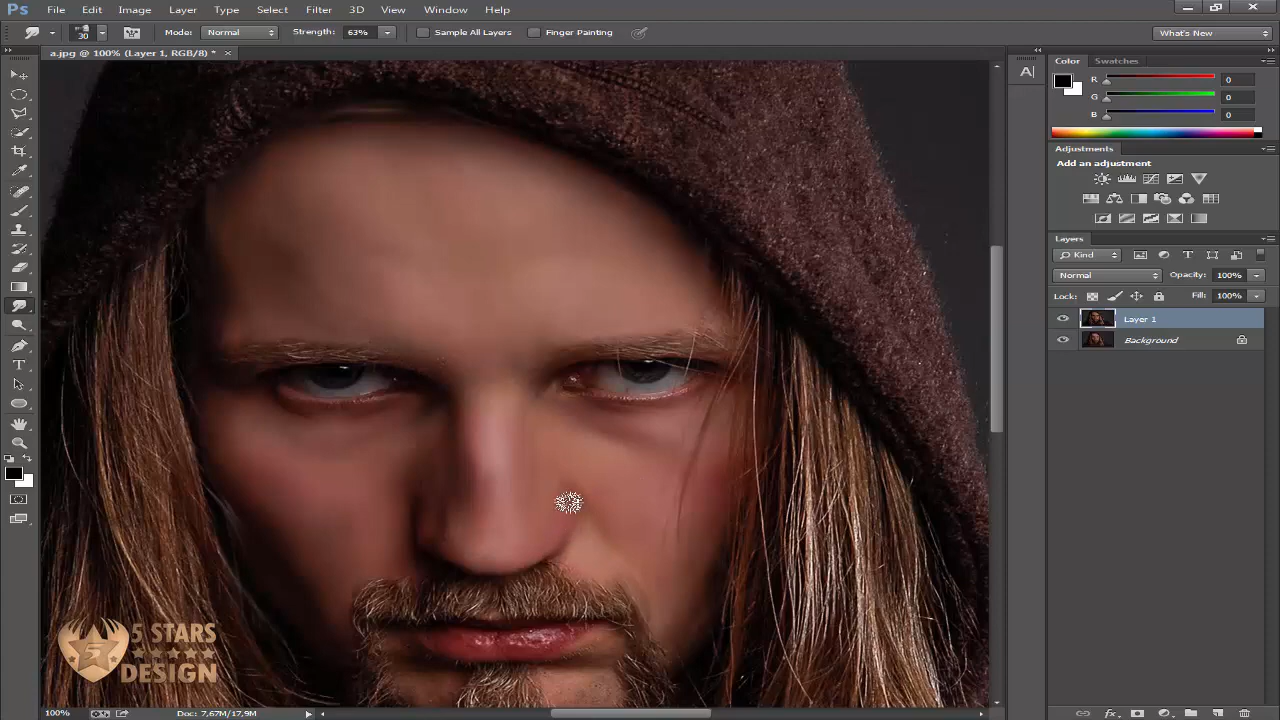 Ps File Edit Image Layer Type Select Filter 3D View Window Help
30 Mode: Normal Strength: 63% Sample All Layers Finger Painting What's New
a.jpg @ 100% (Layer 1, RGB/8) * ×
A|
Color Swatches
R 0
G 0
B 0
Adjustments
Add an adjustment
Layers
Kind
Normal Opacity: 100%
Lock: Fill: 100%
Layer 1
Background
5 STARS
5
DESIGN
100% Doc: 7,67M/17,9M
fx